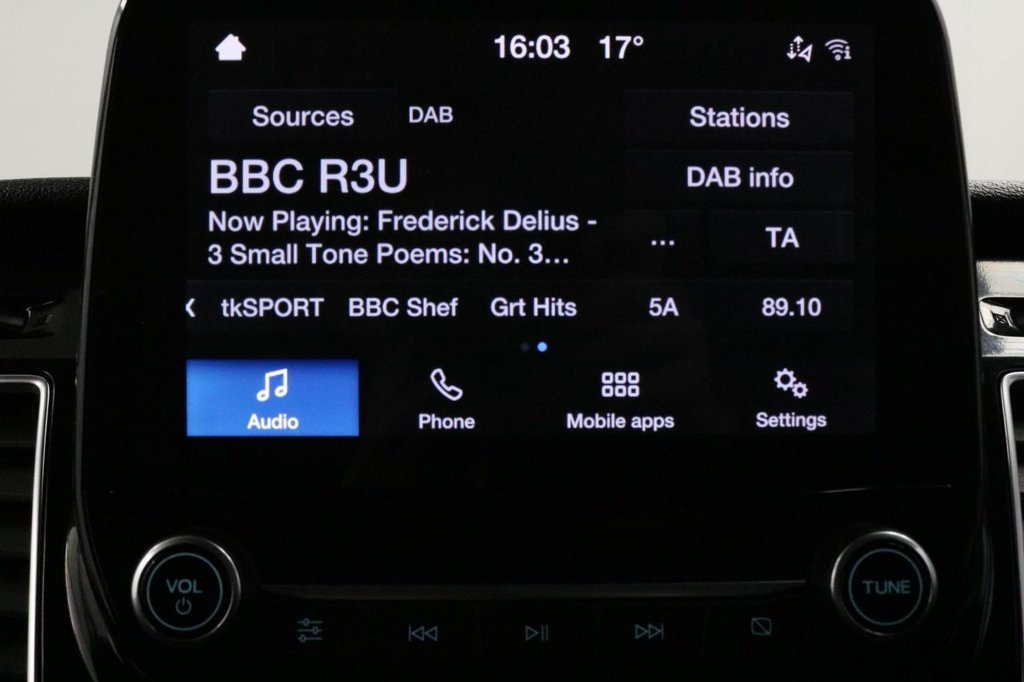 16:03 17°
Sources DAB Stations
BBC R3U
DAB info
Now Playing: Frederick Delius -
3 Small Tone Poems: No. 3...
... TA
tkSPORT BBC Shef Grt Hits 5A 89.10
Audio Phone Mobile apps Settings
VOL
TUNE